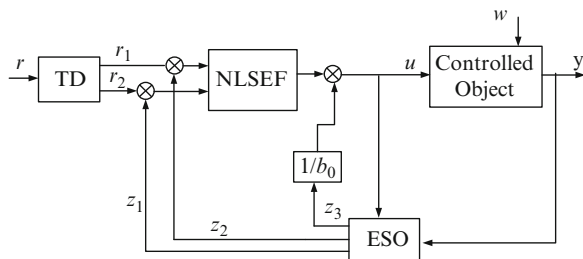 w
r
TD
r₁
r₂
NLSEF
u
Controlled
Object
y
1/b₀
z₁
z₂
z₃
ESO